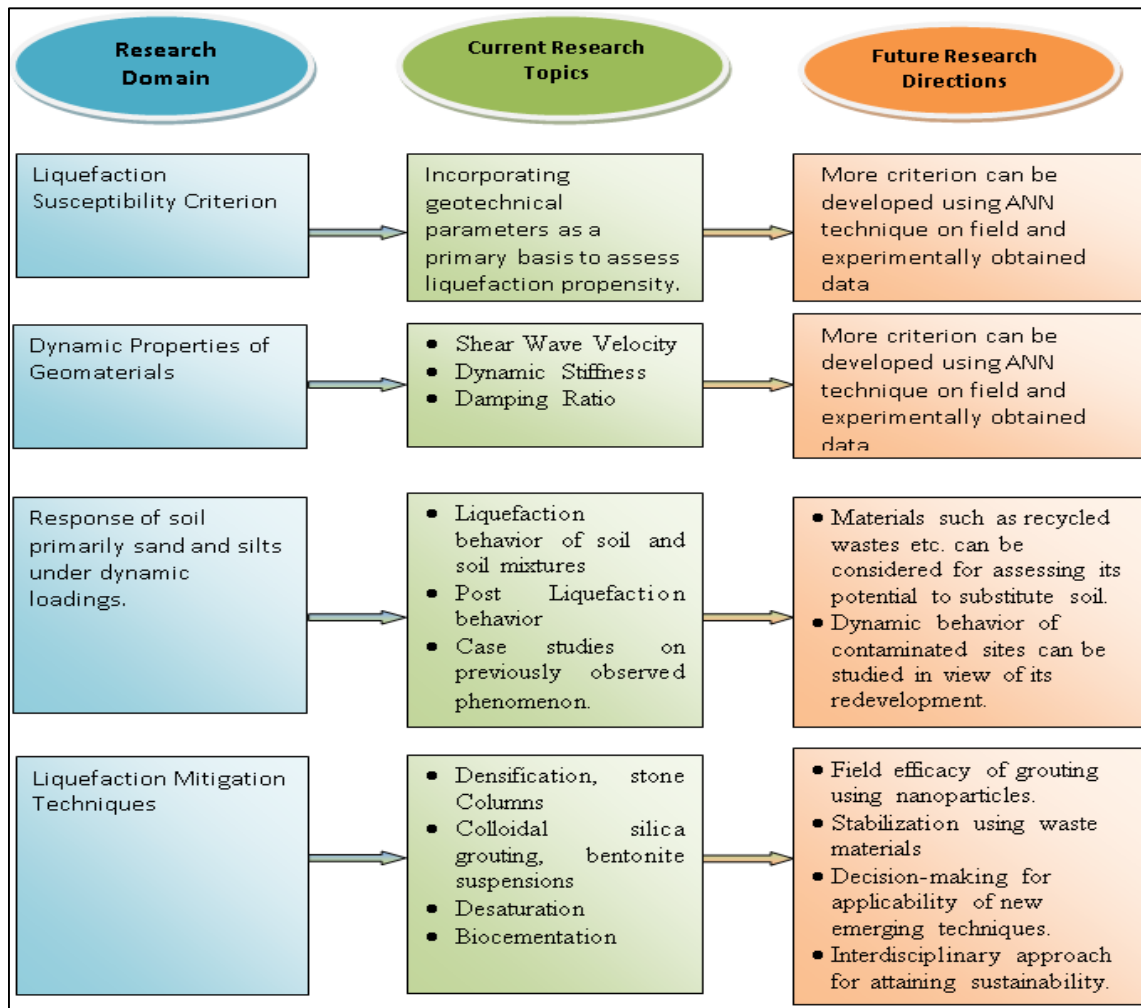 Research
Domain
Current Research
Topics
Future Research
Directions
Liquefaction
Susceptibility Criterion
Incorporating
geotechnical
parameters as a
primary basis to assess
liquefaction propensity.
More criterion can be
developed using ANN
technique on field and
experimentally obtained
data
Dynamic Properties of
Geomaterials
• Shear Wave Velocity
• Dynamic Stiffness
• Damping Ratio
More criterion can be
developed using ANN
technique on field and
experimentally obtained
data
Response of soil
primarily sand and silts
under dynamic
loadings.
• Liquefaction
behavior of soil and
soil mixtures
• Post Liquefaction
behavior
• Case studies on
previously observed
phenomenon.
• Materials such as recycled
wastes etc. can be
considered for assessing its
potential to substitute soil.
• Dynamic behavior of
contaminated sites can be
studied in view of its
redevelopment.
Liquefaction Mitigation
Techniques
• Densification, stone
Columns
• Colloidal silica
grouting, bentonite
suspensions
• Desaturation
• Biocementation
• Field efficacy of grouting
using nanoparticles.
• Stabilization using waste
materials
• Decision-making for
applicability of new
emerging techniques.
• Interdisciplinary approach
for attaining sustainability.